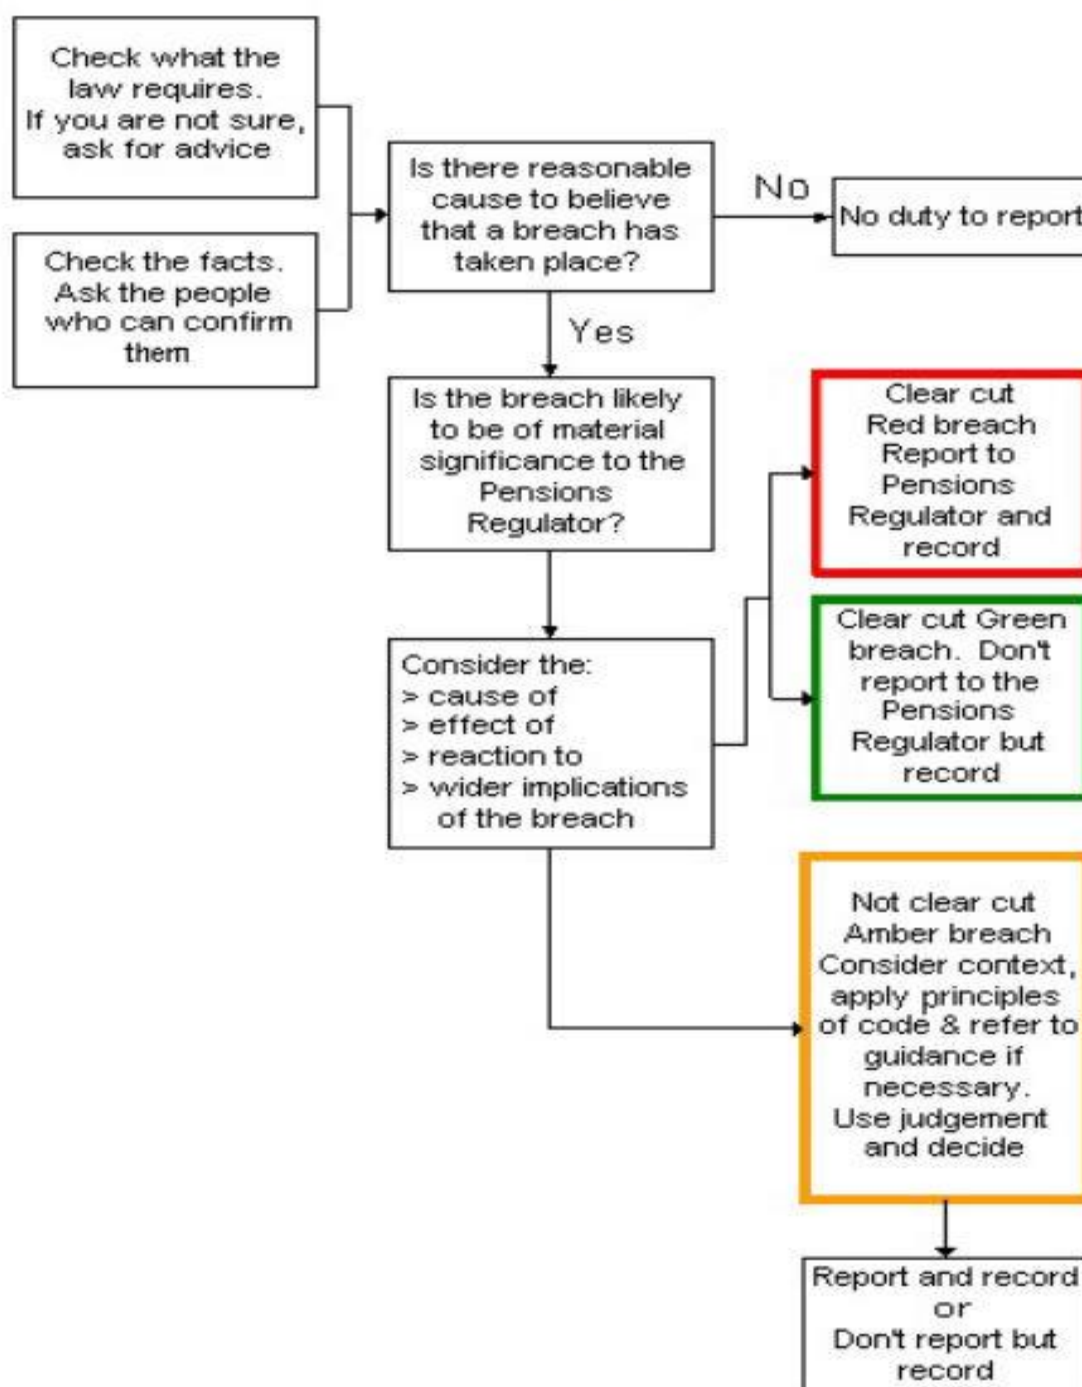 Check what the
law requires.
If you are not sure,
ask for advice
Check the facts.
Ask the people
who can confirm
them
Is there reasonable
cause to believe
that a breach has
taken place?
No
No duty to report
Yes
Is the breach likely
to be of material
significance to the
Pensions
Regulator?
Consider the:
> cause of
> effect of
> reaction to
> wider implications
of the breach
Clear cut
Red breach
Report to
Pensions
Regulator and
record
Clear cut Green
breach. Don't
report to the
Pensions
Regulator but
record
Not clear cut
Amber breach
Consider context,
apply principles
of code & refer to
guidance if
necessary.
Use judgement
and decide
Report and record
or
Don't report but
record